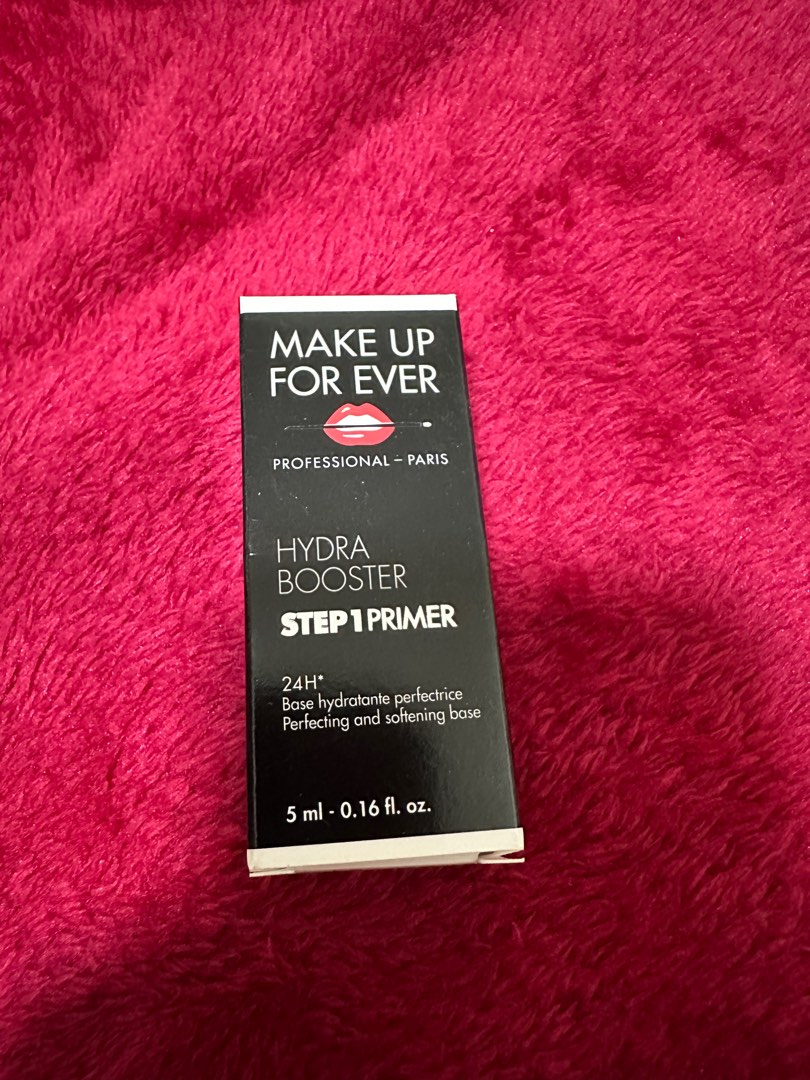 MAKE UP
FOR EVER
PROFESSIONAL – PARIS
HYDRA
BOOSTER
STEP 1 PRIMER
24H*
Base hydratante perfectrice
Perfecting and softening base
5 ml - 0.16 fl. oz.